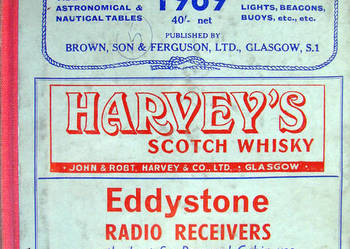 ASTRONOMICAL &
NAUTICAL TABLES
1969
40/- net
LIGHTS, BEACONS,
BUOYS, etc., etc.
PUBLISHED BY
BROWN, SON & FERGUSON, LTD., GLASGOW, S.1
HARVEY'S
SCOTCH WHISKY
· JOHN & ROBT. HARVEY & CO. LTD. · GLASGOW ·
Eddystone
RADIO RECEIVERS